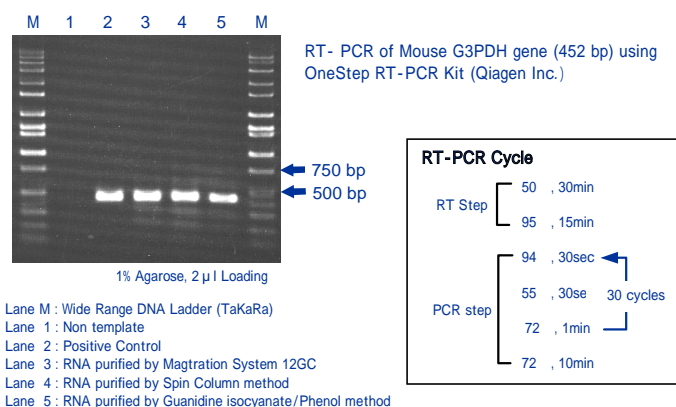 M 1 2 3 4 5 M
RT- PCR of Mouse G3PDH gene (452 bp) using
OneStep RT-PCR Kit (Qiagen Inc.)
750 bp
500 bp
1% Agarose, 2 μ l Loading
Lane M : Wide Range DNA Ladder (TaKaRa)
Lane 1 : Non template
Lane 2 : Positive Control
Lane 3 : RNA purified by Magtration System 12GC
Lane 4 : RNA purified by Spin Column method
Lane 5 : RNA purified by Guanidine isocyanate/Phenol method
RT-PCR Cycle
RT Step
50 , 30min
95 , 15min
PCR step
94 , 30sec
55 , 30se
30 cycles
72 , 1min
72 , 10min